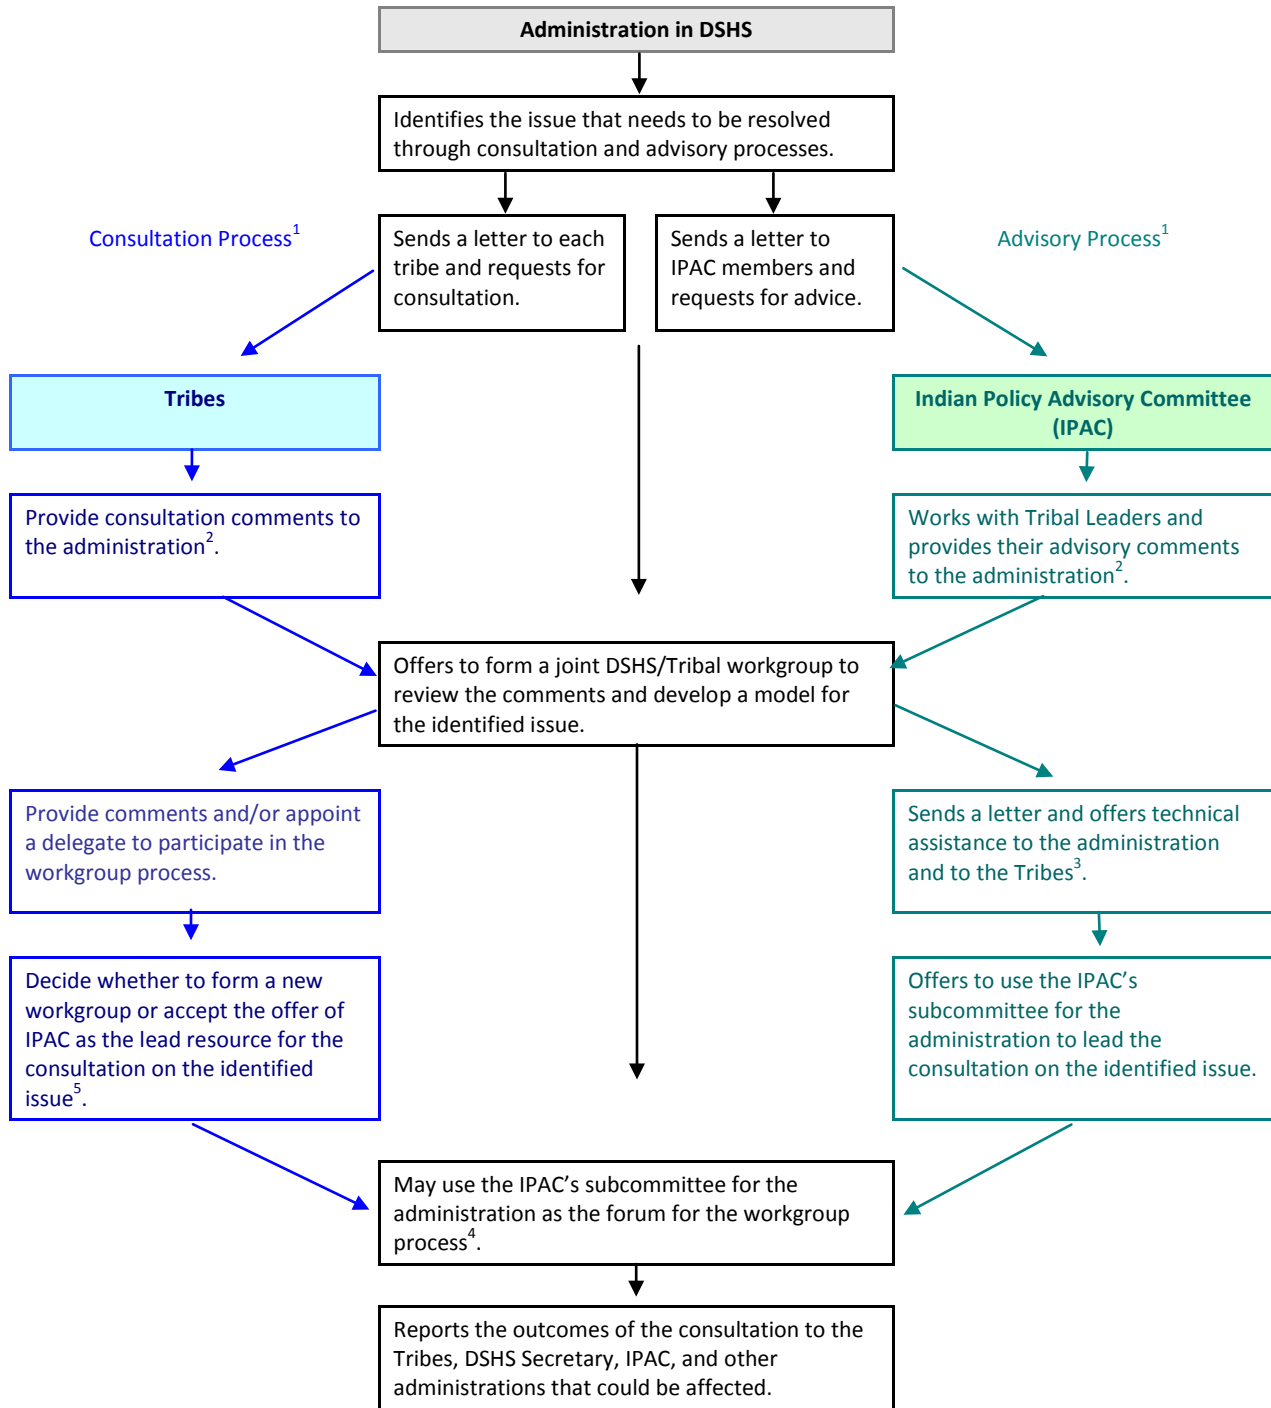 Administration in DSHS
Identifies the issue that needs to be resolved
through consultation and advisory processes.
Consultation Process1
Sends a letter to each
tribe and requests for
consultation.
Sends a letter to
IPAC members and
requests for advice.
Advisory Process1
Tribes
Indian Policy Advisory Committee
(IPAC)
Provide consultation comments to
the administration2.
Works with Tribal Leaders and
provides their advisory comments
to the administration2.
Offers to form a joint DSHS/Tribal workgroup to
review the comments and develop a model for
the identified issue.
Provide comments and/or appoint
a delegate to participate in the
workgroup process.
Sends a letter and offers technical
assistance to the administration
and to the Tribes3.
Decide whether to form a new
workgroup or accept the offer of
IPAC as the lead resource for the
consultation on the identified
issue5.
Offers to use the IPAC’s
subcommittee for the
administration to lead the
consultation on the identified issue.
May use the IPAC’s subcommittee for the
administration as the forum for the workgroup
process4.
Reports the outcomes of the consultation to the
Tribes, DSHS Secretary, IPAC, and other
administrations that could be affected.